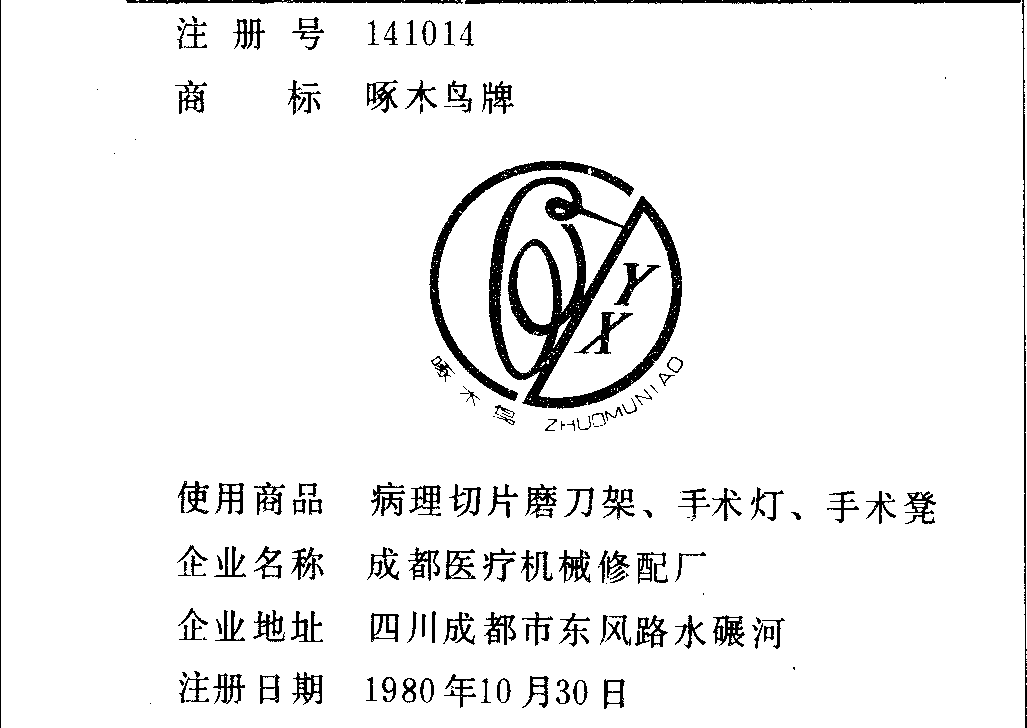 注册号 141014
商标 啄木鸟牌
Y
X
啄木鸟 ZHUOMUNIAO
使用商品 病理切片磨刀架、手术灯、手术凳
企业名称 成都医疗机械修配厂
企业地址 四川成都市东风路水碾河
注册日期 1980年10月30日